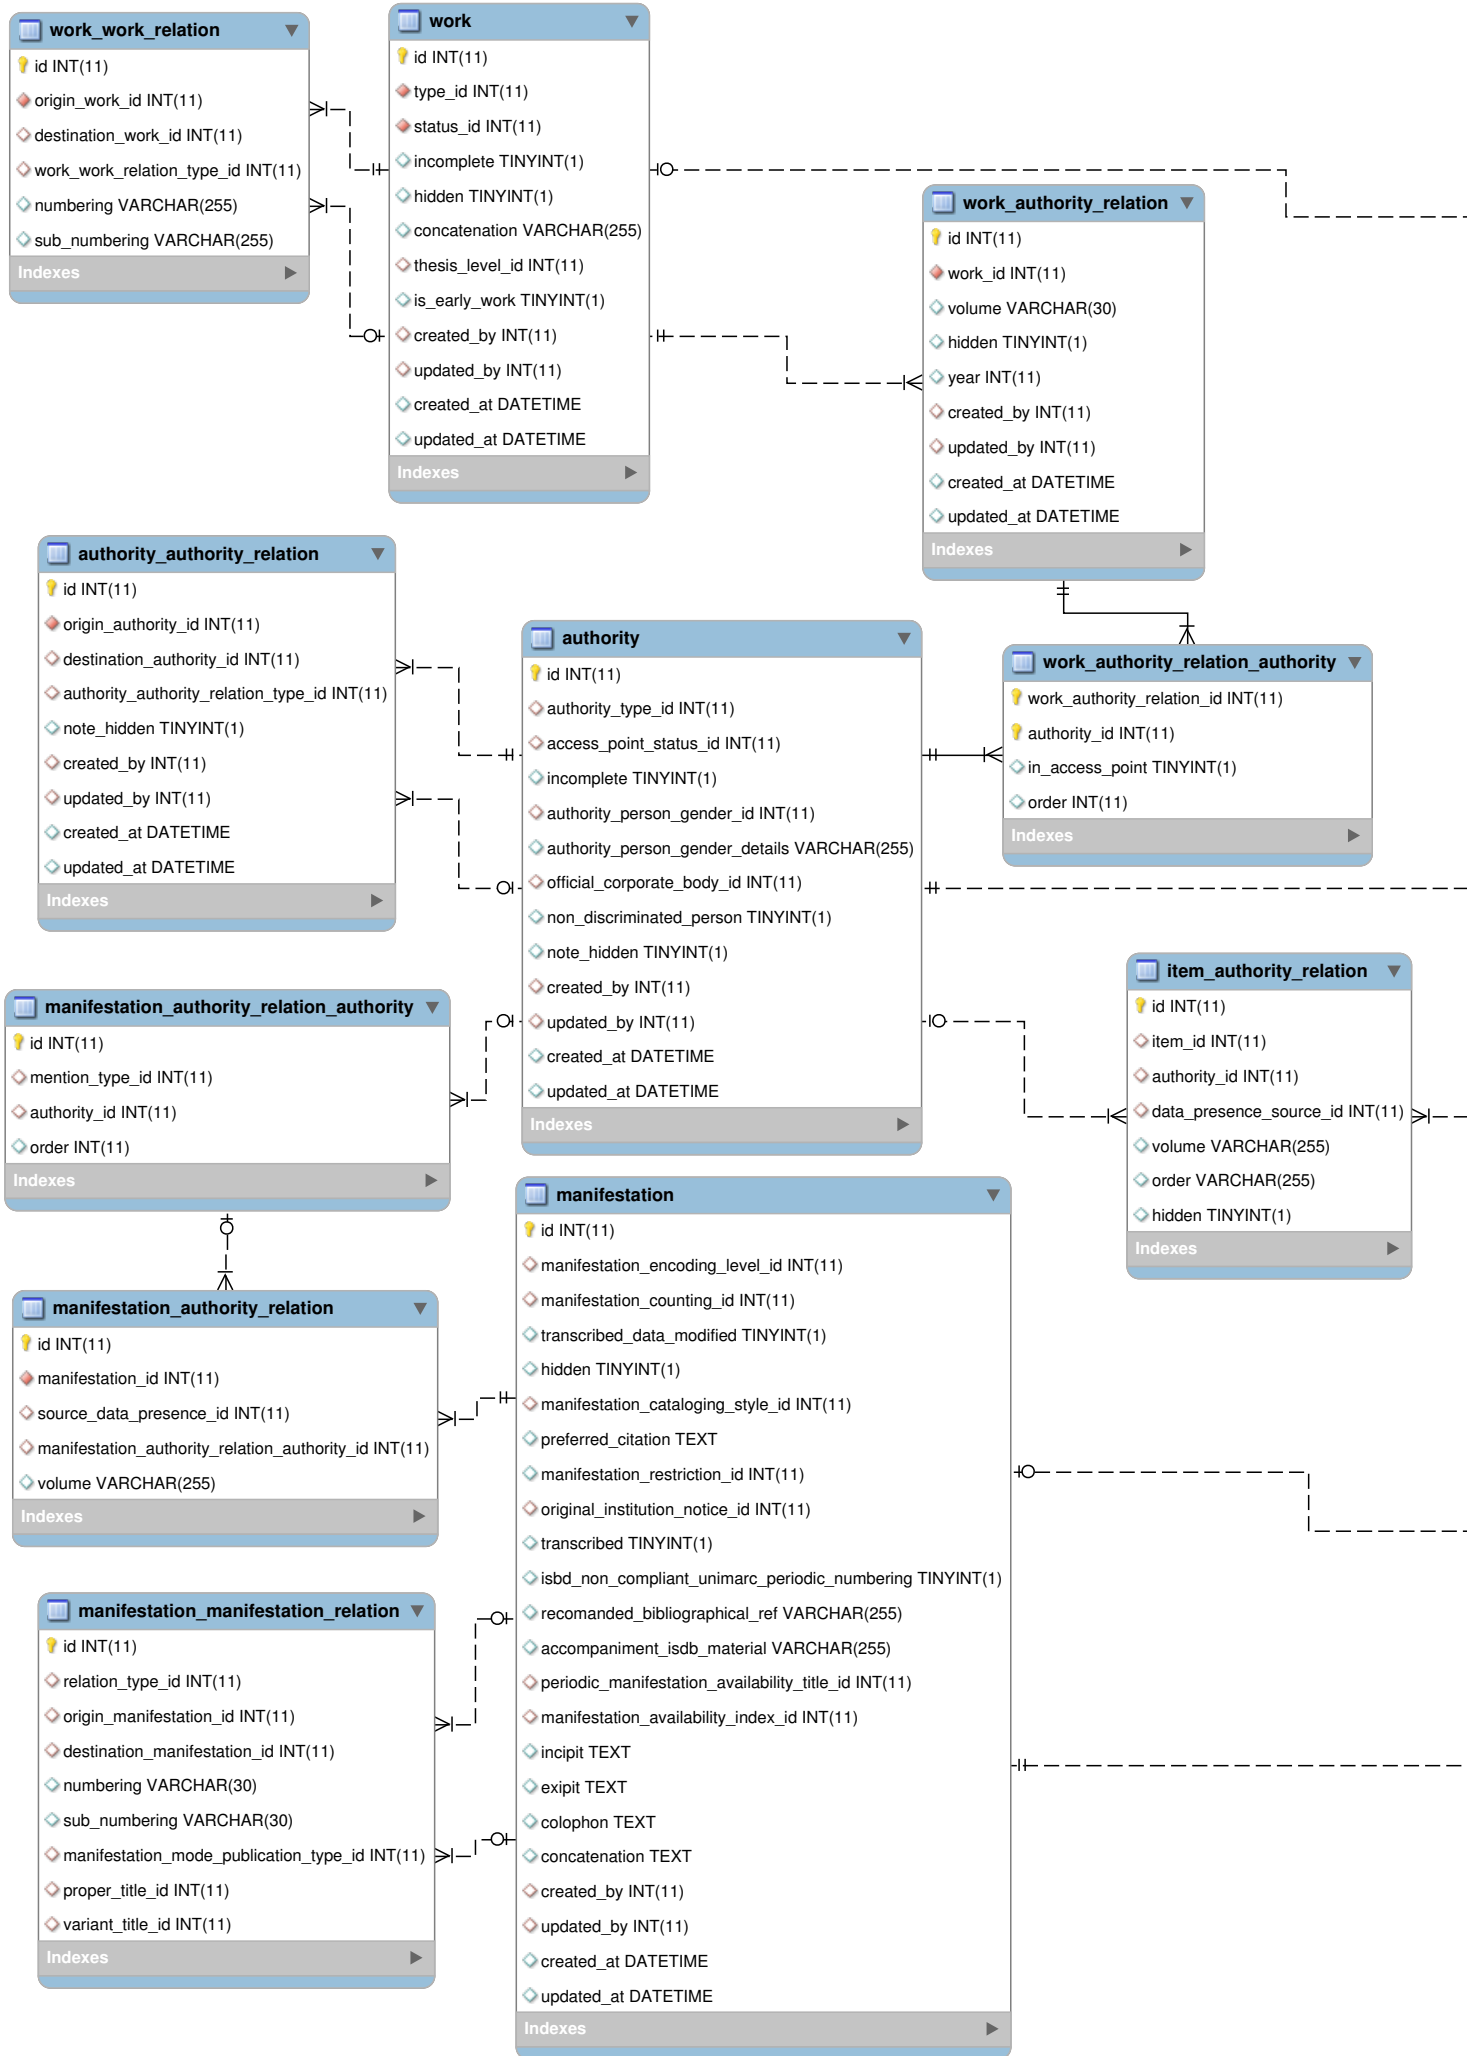 work_work_relation
id INT(11)
origin_work_id INT(11)
destination_work_id INT(11)
work_work_relation_type_id INT(11)
numbering VARCHAR(255)
sub_numbering VARCHAR(255)
Indexes
work
id INT(11)
type_id INT(11)
status_id INT(11)
incomplete TINYINT(1)
hidden TINYINT(1)
concatenation VARCHAR(255)
thesis_level_id INT(11)
is_early_work TINYINT(1)
created_by INT(11)
updated_by INT(11)
created_at DATETIME
updated_at DATETIME
Indexes
work_authority_relation
id INT(11)
work_id INT(11)
volume VARCHAR(30)
hidden TINYINT(1)
year INT(11)
created_by INT(11)
updated_by INT(11)
created_at DATETIME
updated_at DATETIME
Indexes
authority_authority_relation
id INT(11)
origin_authority_id INT(11)
destination_authority_id INT(11)
authority_authority_relation_type_id INT(11)
note_hidden TINYINT(1)
created_by INT(11)
updated_by INT(11)
created_at DATETIME
updated_at DATETIME
Indexes
authority
id INT(11)
authority_type_id INT(11)
access_point_status_id INT(11)
incomplete TINYINT(1)
authority_person_gender_id INT(11)
authority_person_gender_details VARCHAR(255)
official_corporate_body_id INT(11)
non_discriminated_person TINYINT(1)
note_hidden TINYINT(1)
created_by INT(11)
updated_by INT(11)
created_at DATETIME
updated_at DATETIME
Indexes
work_authority_relation_authority
work_authority_relation_id INT(11)
authority_id INT(11)
in_access_point TINYINT(1)
order INT(11)
Indexes
item_authority_relation
id INT(11)
item_id INT(11)
authority_id INT(11)
data_presence_source_id INT(11)
volume VARCHAR(255)
order VARCHAR(255)
hidden TINYINT(1)
Indexes
manifestation_authority_relation_authority
id INT(11)
mention_type_id INT(11)
authority_id INT(11)
order INT(11)
Indexes
manifestation_authority_relation
id INT(11)
manifestation_id INT(11)
source_data_presence_id INT(11)
manifestation_authority_relation_authority_id INT(11)
volume VARCHAR(255)
Indexes
manifestation
id INT(11)
manifestation_encoding_level_id INT(11)
manifestation_counting_id INT(11)
transcribed_data_modified TINYINT(1)
hidden TINYINT(1)
manifestation_cataloging_style_id INT(11)
preferred_citation TEXT
manifestation_restriction_id INT(11)
original_institution_notice_id INT(11)
transcribed TINYINT(1)
isbd_non_compliant_unimarc_periodic_numbering TINYINT(1)
recomanded_bibliographical_ref VARCHAR(255)
accompaniment_isdb_material VARCHAR(255)
periodic_manifestation_availability_title_id INT(11)
manifestation_availability_index_id INT(11)
incipit TEXT
exipit TEXT
colophon TEXT
concatenation TEXT
created_by INT(11)
updated_by INT(11)
created_at DATETIME
updated_at DATETIME
Indexes
manifestation_manifestation_relation
id INT(11)
relation_type_id INT(11)
origin_manifestation_id INT(11)
destination_manifestation_id INT(11)
numbering VARCHAR(30)
sub_numbering VARCHAR(30)
manifestation_mode_publication_type_id INT(11)
proper_title_id INT(11)
variant_title_id INT(11)
Indexes